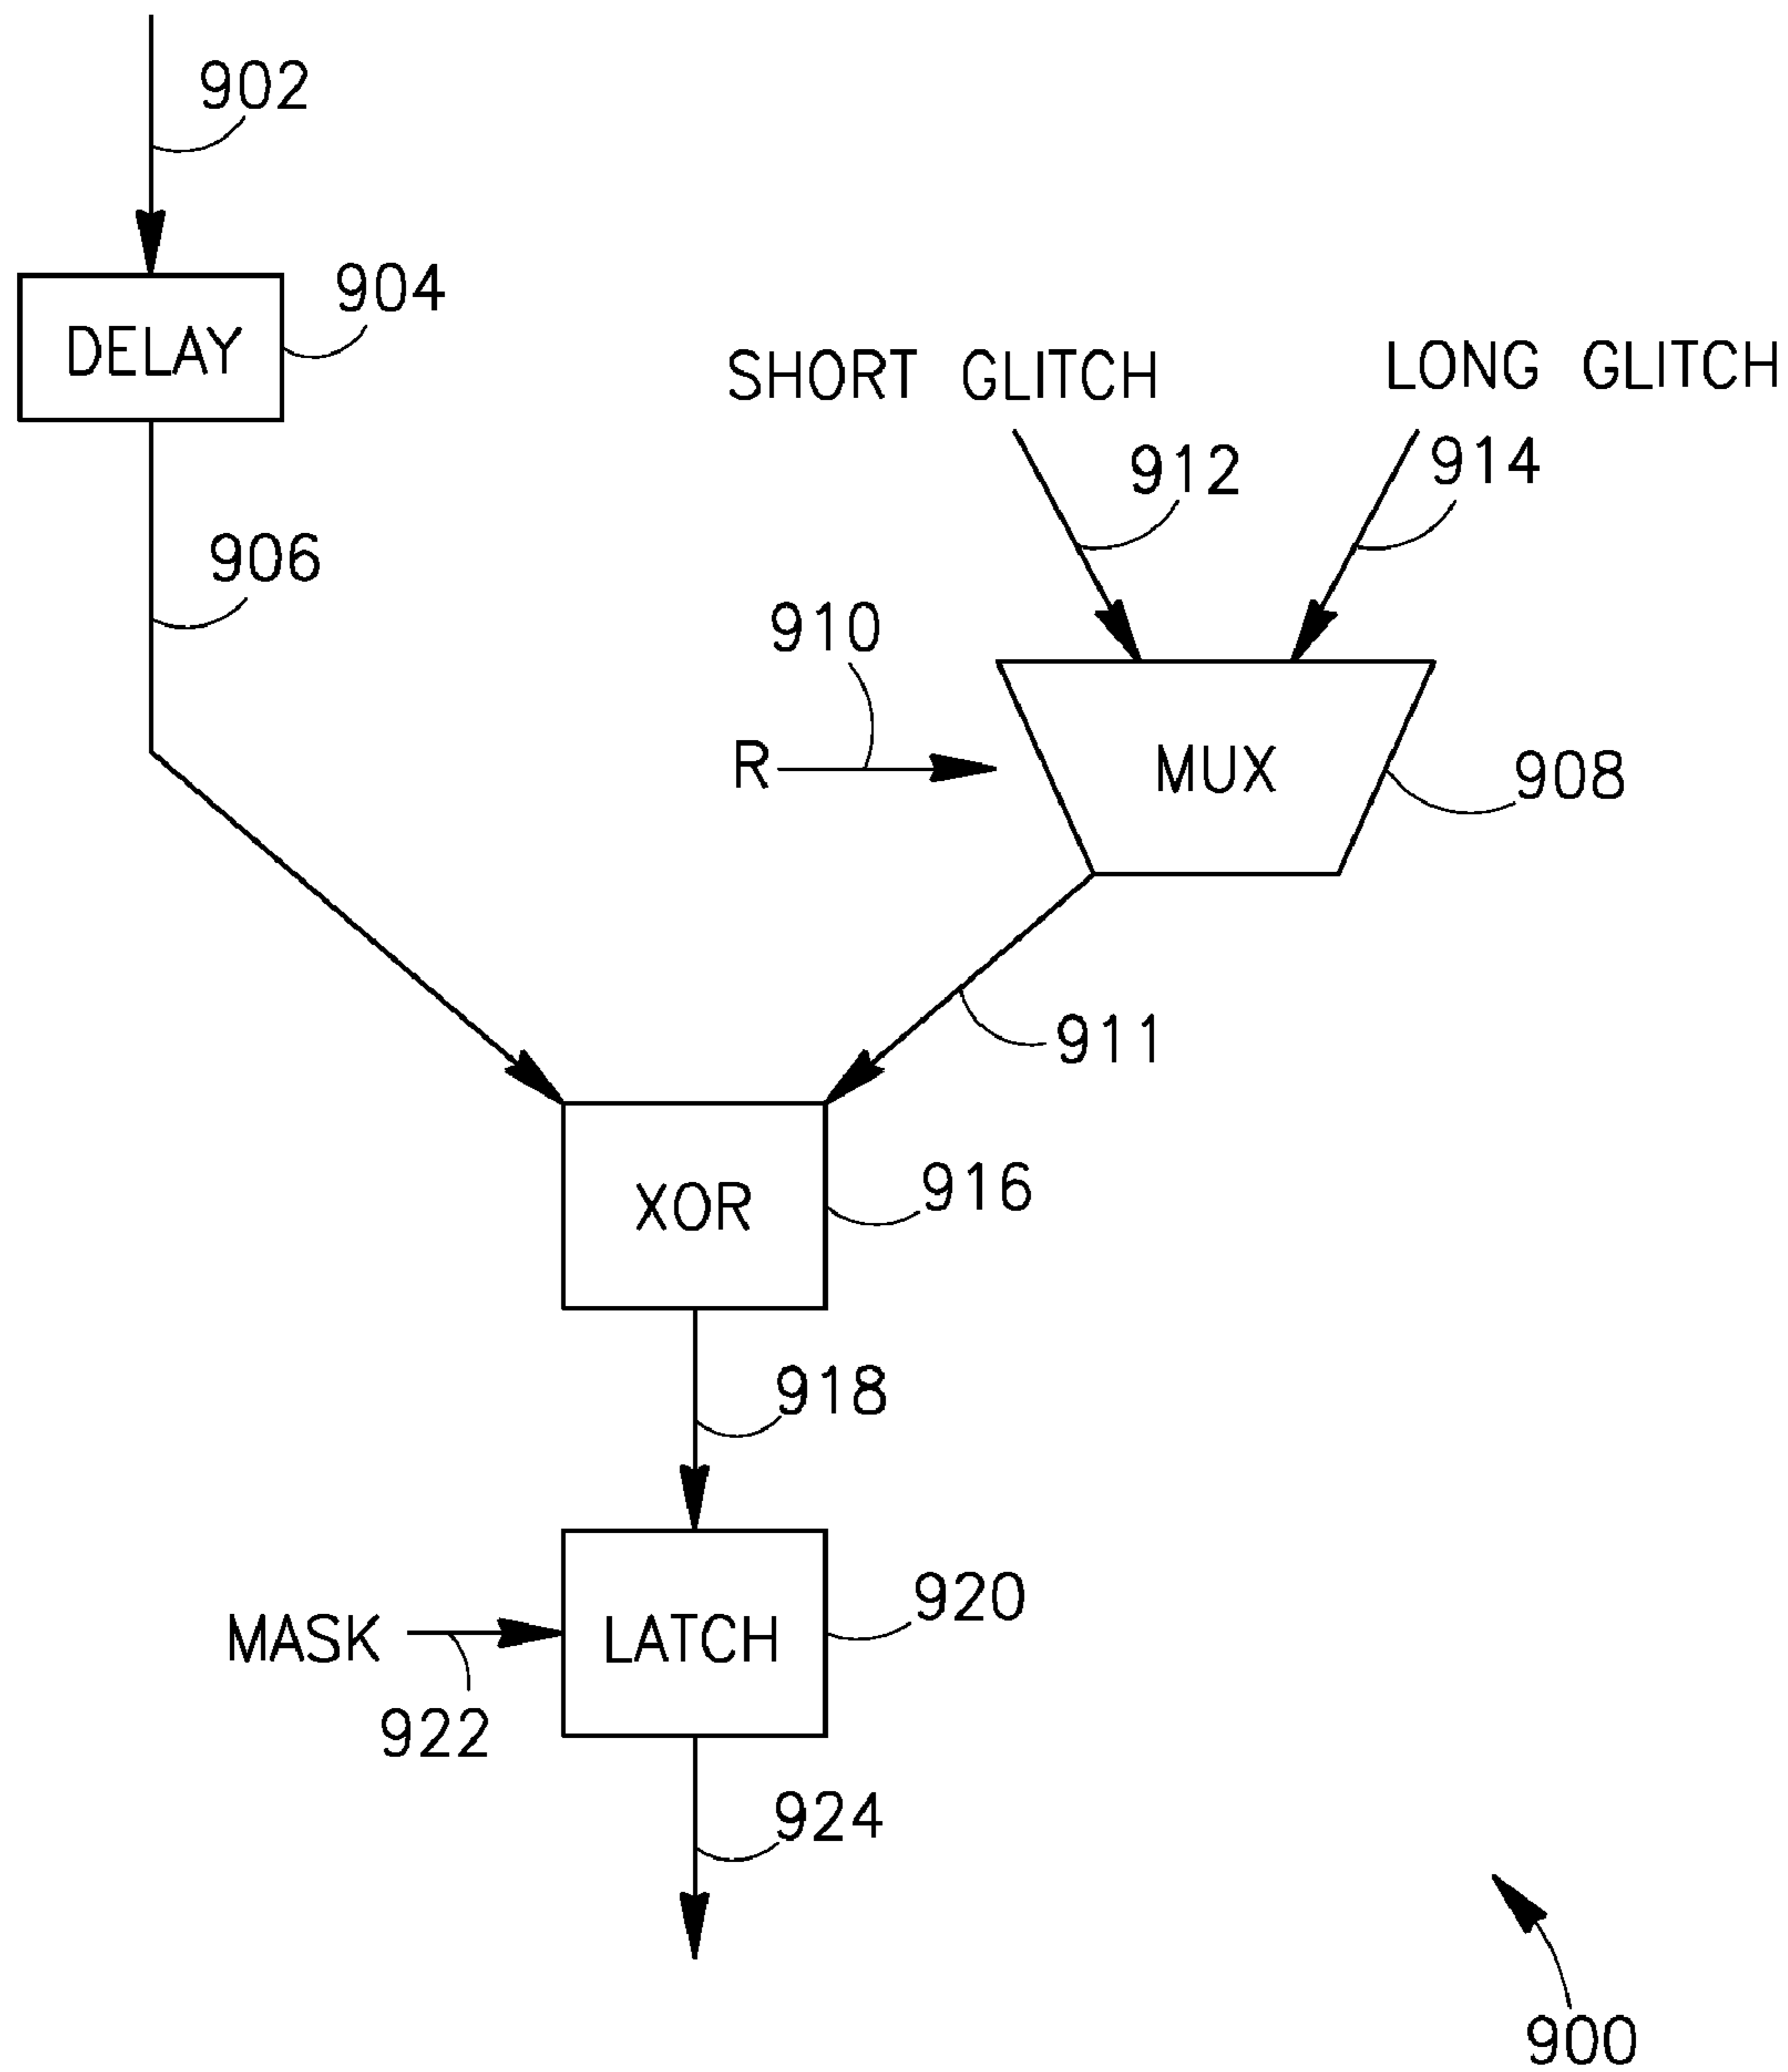 902
904
DELAY
SHORT GLITCH
LONG GLITCH
912
914
906
910
R
MUX
908
911
XOR
916
918
920
MASK
LATCH
922
924
900